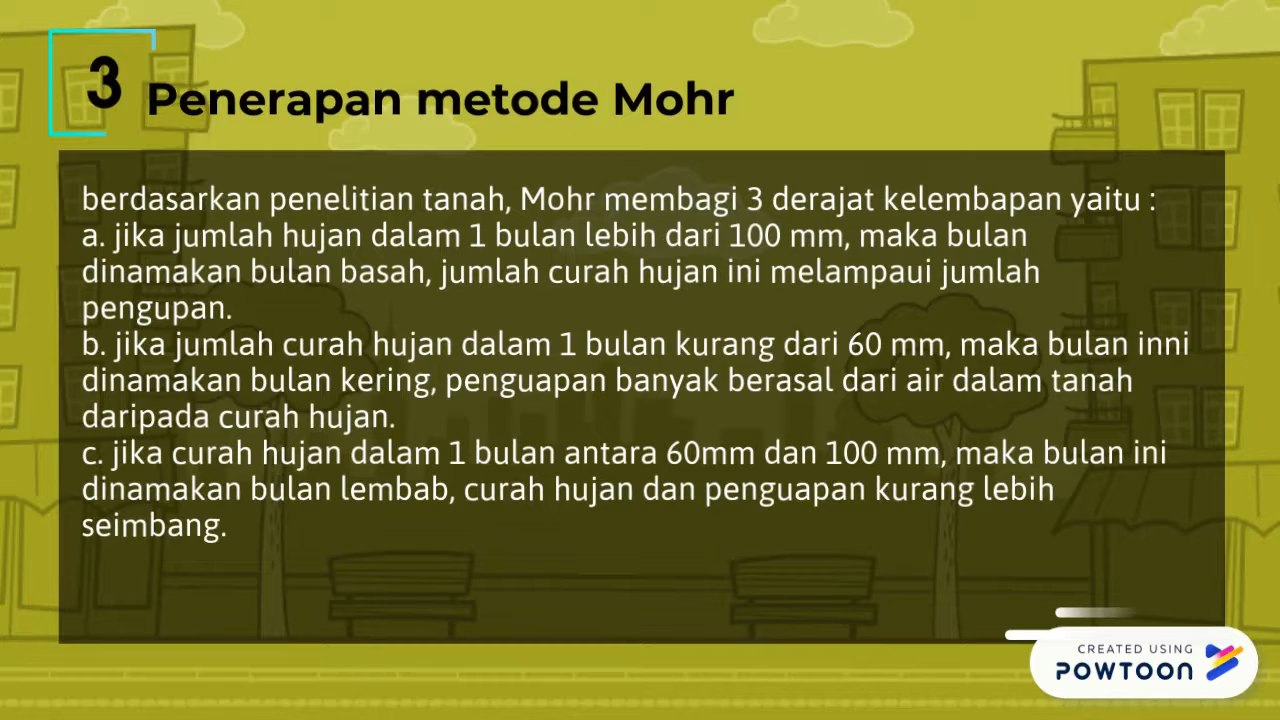 3
Penerapan metode Mohr
berdasarkan penelitian tanah, Mohr membagi 3 derajat kelembapan yaitu :
a. jika jumlah hujan dalam 1 bulan lebih dari 100 mm, maka bulan
dinamakan bulan basah, jumlah curah hujan ini melampaui jumlah
pengupan.
b. jika jumlah curah hujan dalam 1 bulan kurang dari 60 mm, maka bulan inni
dinamakan bulan kering, penguapan banyak berasal dari air dalam tanah
daripada curah hujan.
c. jika curah hujan dalam 1 bulan antara 60mm dan 100 mm, maka bulan ini
dinamakan bulan lembab, curah hujan dan penguapan kurang lebih
seimbang.
CREATED USING
POWTOON